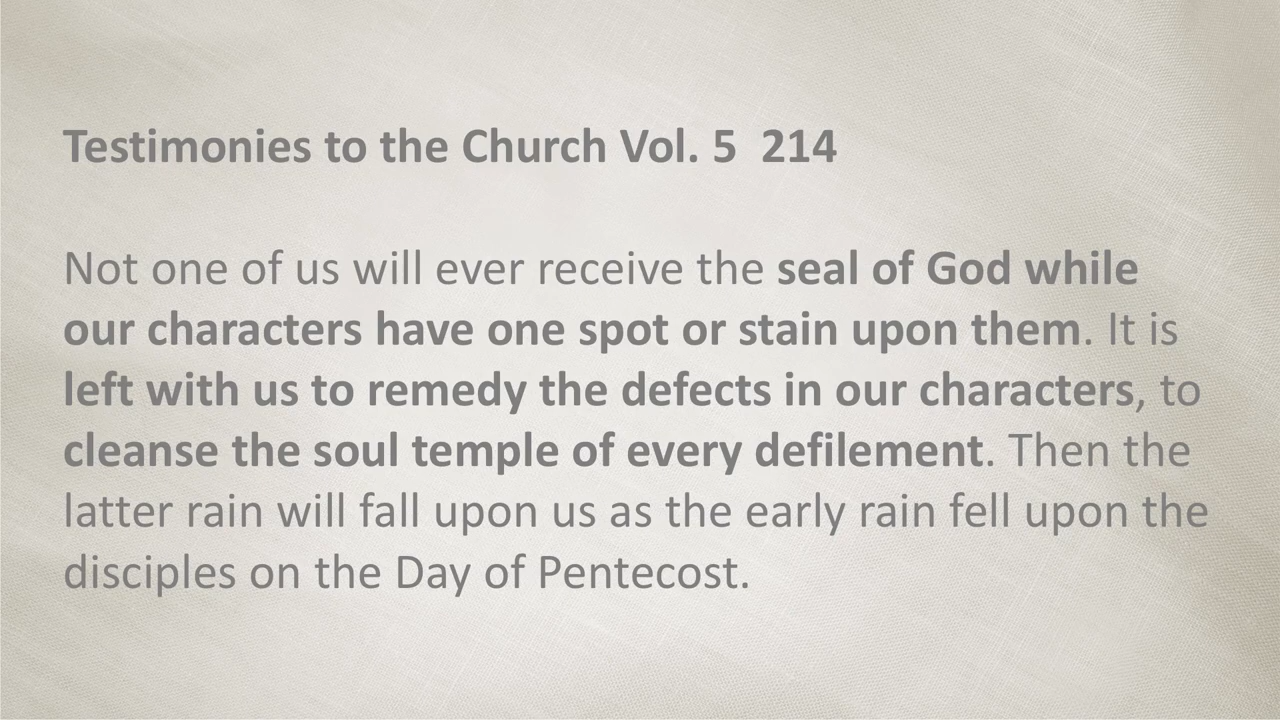 Testimonies to the Church Vol. 5  214
Not one of us will ever receive the seal of God while
our characters have one spot or stain upon them. It is
left with us to remedy the defects in our characters, to
cleanse the soul temple of every defilement. Then the
latter rain will fall upon us as the early rain fell upon the
disciples on the Day of Pentecost.